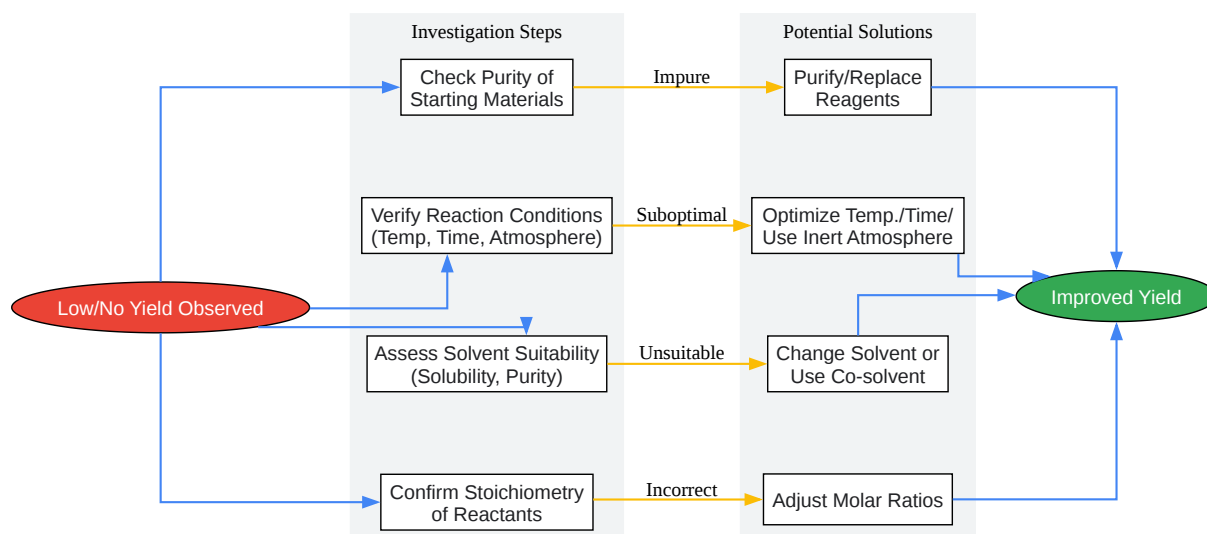 Investigation Steps
Potential Solutions
Check Purity of
Starting Materials
Impure
Purify/Replace
Reagents
Verify Reaction Conditions
(Temp, Time, Atmosphere)
Suboptimal
Optimize Temp./Time/
Use Inert Atmosphere
Low/No Yield Observed
Improved Yield
Assess Solvent Suitability
(Solubility, Purity)
Unsuitable
Change Solvent or
Use Co-solvent
Confirm Stoichiometry
of Reactants
Incorrect
Adjust Molar Ratios